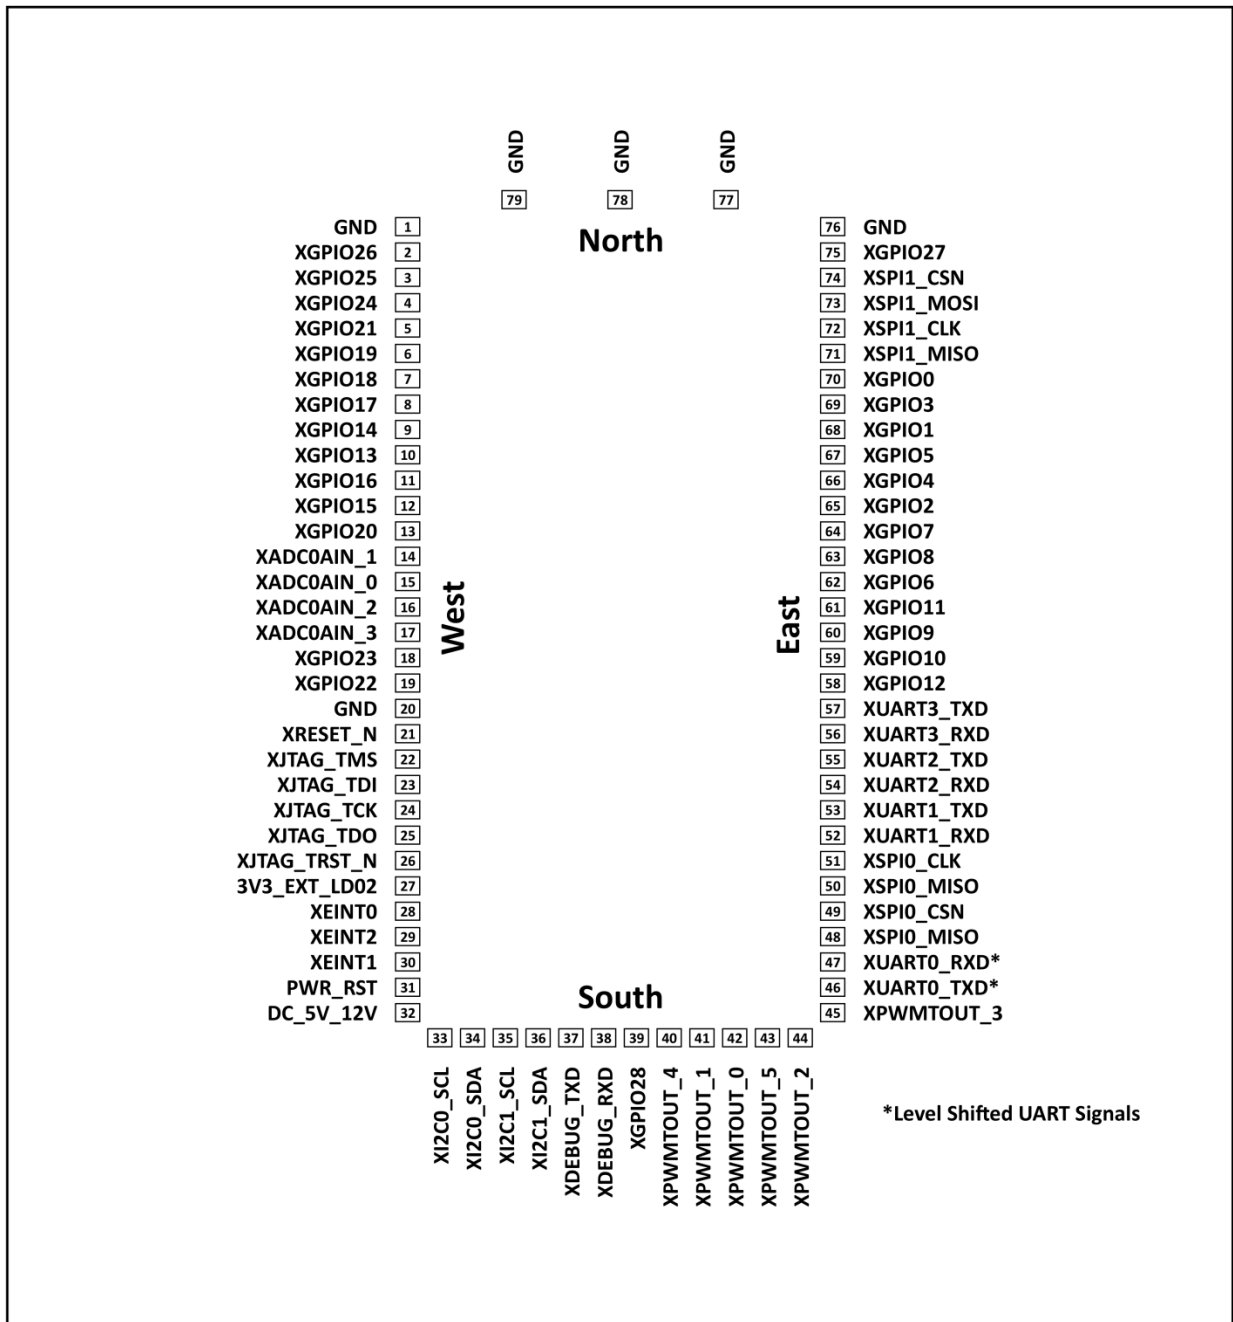 GND GND GND
79 78 77
North
GND 1 76 GND
XGPIO26 2 75 XGPIO27
XGPIO25 3 74 XSPI1_CSN
XGPIO24 4 73 XSPI1_MOSI
XGPIO21 5 72 XSPI1_CLK
XGPIO19 6 71 XSPI1_MISO
XGPIO18 7 70 XGPIO0
XGPIO17 8 69 XGPIO3
XGPIO14 9 68 XGPIO1
XGPIO13 10 67 XGPIO5
XGPIO16 11 66 XGPIO4
XGPIO15 12 65 XGPIO2
XGPIO20 13 64 XGPIO7
XADC0AIN_1 14 63 XGPIO8
XADC0AIN_0 15 62 XGPIO6
XADC0AIN_2 16 61 XGPIO11
XADC0AIN_3 17 60 XGPIO9
West
East
XGPIO23 18 59 XGPIO10
XGPIO22 19 58 XGPIO12
GND 20 57 XUART3_TXD
XRESET_N 21 56 XUART3_RXD
XJTAG_TMS 22 55 XUART2_TXD
XJTAG_TDI 23 54 XUART2_RXD
XJTAG_TCK 24 53 XUART1_TXD
XJTAG_TDO 25 52 XUART1_RXD
XJTAG_TRST_N 26 51 XSPI0_CLK
3V3_EXT_LD02 27 50 XSPI0_MISO
XEINT0 28 49 XSPI0_CSN
XEINT2 29 48 XSPI0_MISO
XEINT1 30 47 XUART0_RXD*
PWR_RST 31 46 XUART0_TXD*
DC_5V_12V 32 45 XPWMTOUT_3
South
33 34 35 36 37 38 39 40 41 42 43 44
XI2C0_SCL
XI2C0_SDA
XI2C1_SCL
XI2C1_SDA
XDEBUG_TXD
XDEBUG_RXD
XGPIO28
XPWMTOUT_4
XPWMTOUT_1
XPWMTOUT_0
XPWMTOUT_5
XPWMTOUT_2
*Level Shifted UART Signals